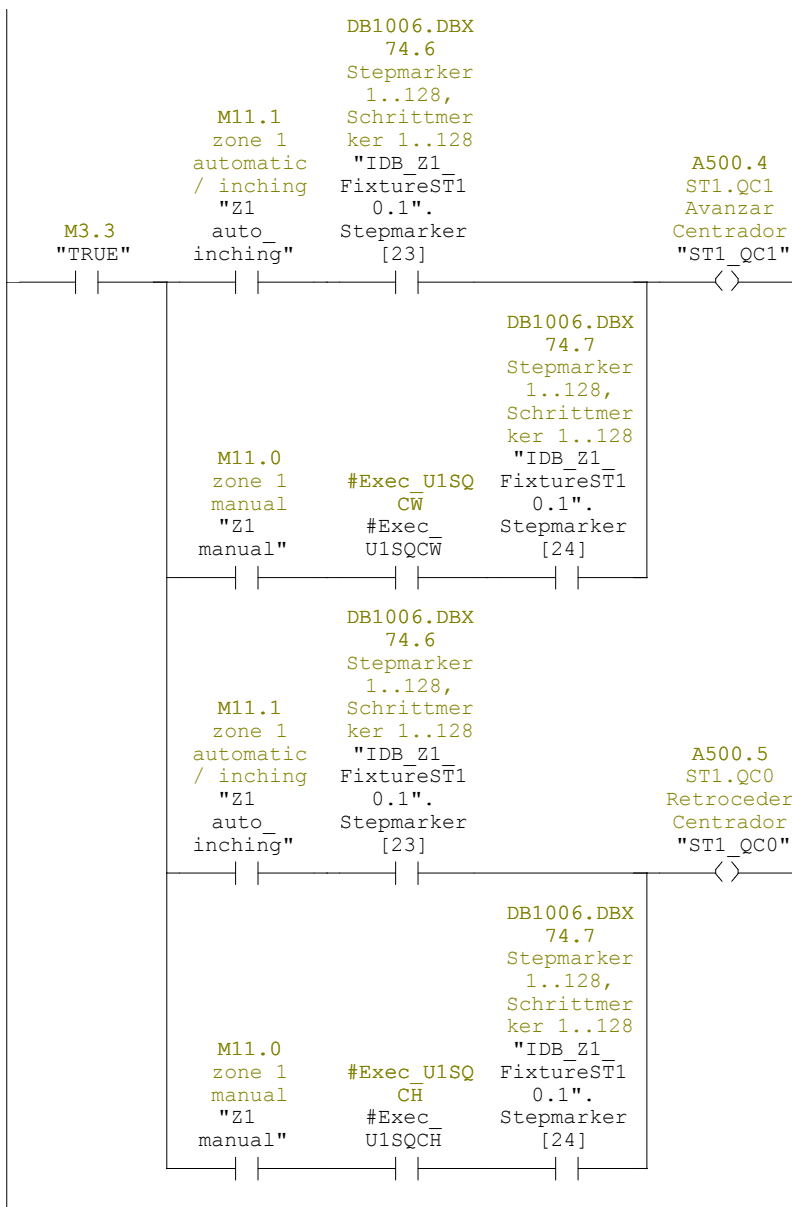 DB1006.DBX
74.6
Stepmarker
1..128,
Schrittmer
ker 1..128
"IDB_Z1_
FixtureST1
0.1".
Stepmarker
[23]
M11.1
zone 1
automatic
/ inching
"Z1
auto_
inching"
M3.3
"TRUE"
A500.4
ST1.QC1
Avanzar
Centrador
"ST1_QC1"
DB1006.DBX
74.7
Stepmarker
1..128,
Schrittmer
ker 1..128
"IDB_Z1_
FixtureST1
0.1".
Stepmarker
[24]
M11.0
zone 1
manual
"Z1
manual"
#Exec_U1SQ
CW
#Exec_
U1SQCW
DB1006.DBX
74.6
Stepmarker
1..128,
Schrittmer
ker 1..128
"IDB_Z1_
FixtureST1
0.1".
Stepmarker
[23]
M11.1
zone 1
automatic
/ inching
"Z1
auto_
inching"
A500.5
ST1.QC0
Retroceder
Centrador
"ST1_QC0"
DB1006.DBX
74.7
Stepmarker
1..128,
Schrittmer
ker 1..128
"IDB_Z1_
FixtureST1
0.1".
Stepmarker
[24]
M11.0
zone 1
manual
"Z1
manual"
#Exec_U1SQ
CH
#Exec_
U1SQCH